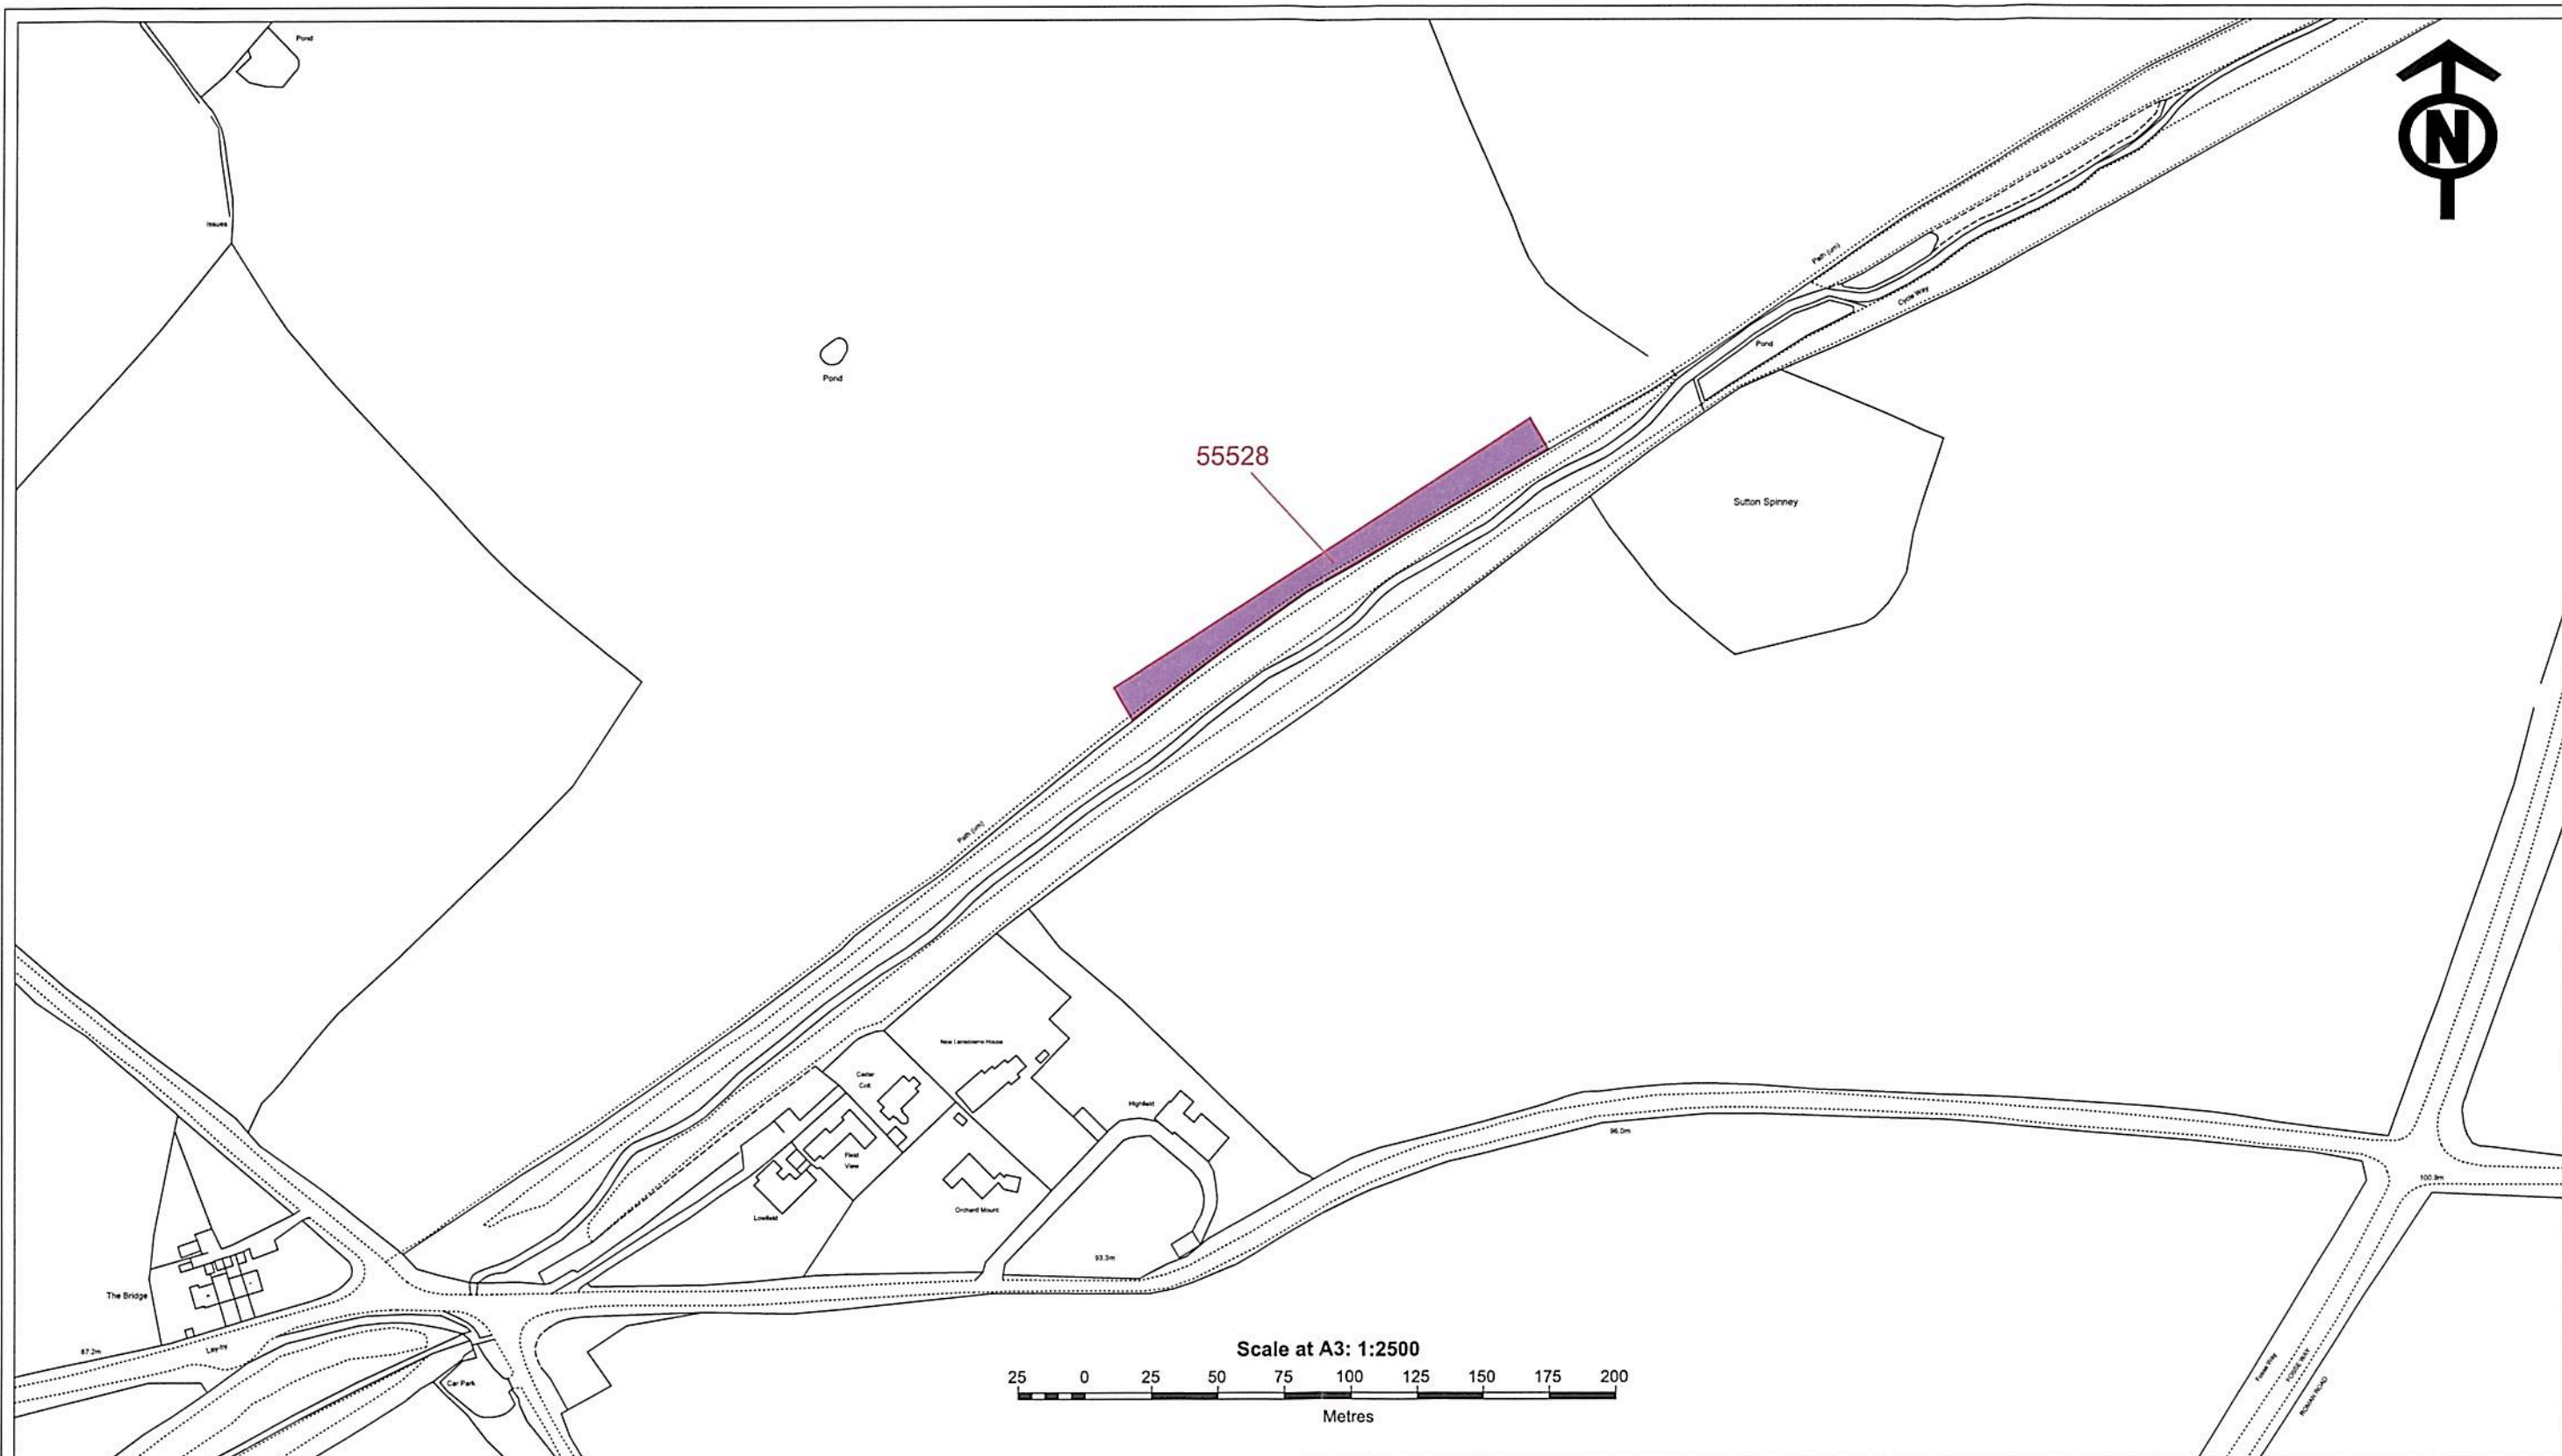 Pond
N
Issues
Path (um)
Cycle Way
Pond
Pond
55528
Sutton Spinney
Path (um)
New Lansdowne House
Cedar
Cott
Highfield
96.0m
Field
View
100.9m
Orchard Mount
Lowfield
93.3m
The Bridge
87.2m
Lay-by
Car Park
Scale at A3: 1:2500
25 0 25 50 75 100 125 150 175 200
Metres
Fosse Way
FOSSE WAY
ROMAN ROAD